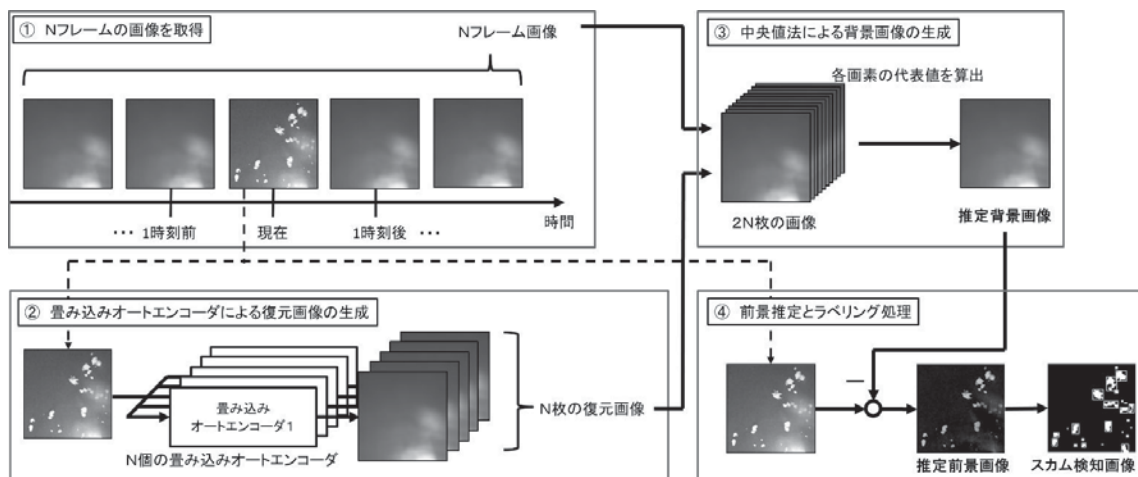 ① Nフレームの画像を取得
Nフレーム画像
… 1時刻前
現在
1時刻後 …
時間
② 畳み込みオートエンコーダによる復元画像の生成
畳み込み
オートエンコーダ1
N個の畳み込みオートエンコーダ
N枚の復元画像
③ 中央値法による背景画像の生成
各画素の代表値を算出
2N枚の画像
推定背景画像
④ 前景推定とラベリング処理
－
推定前景画像
スカム検知画像